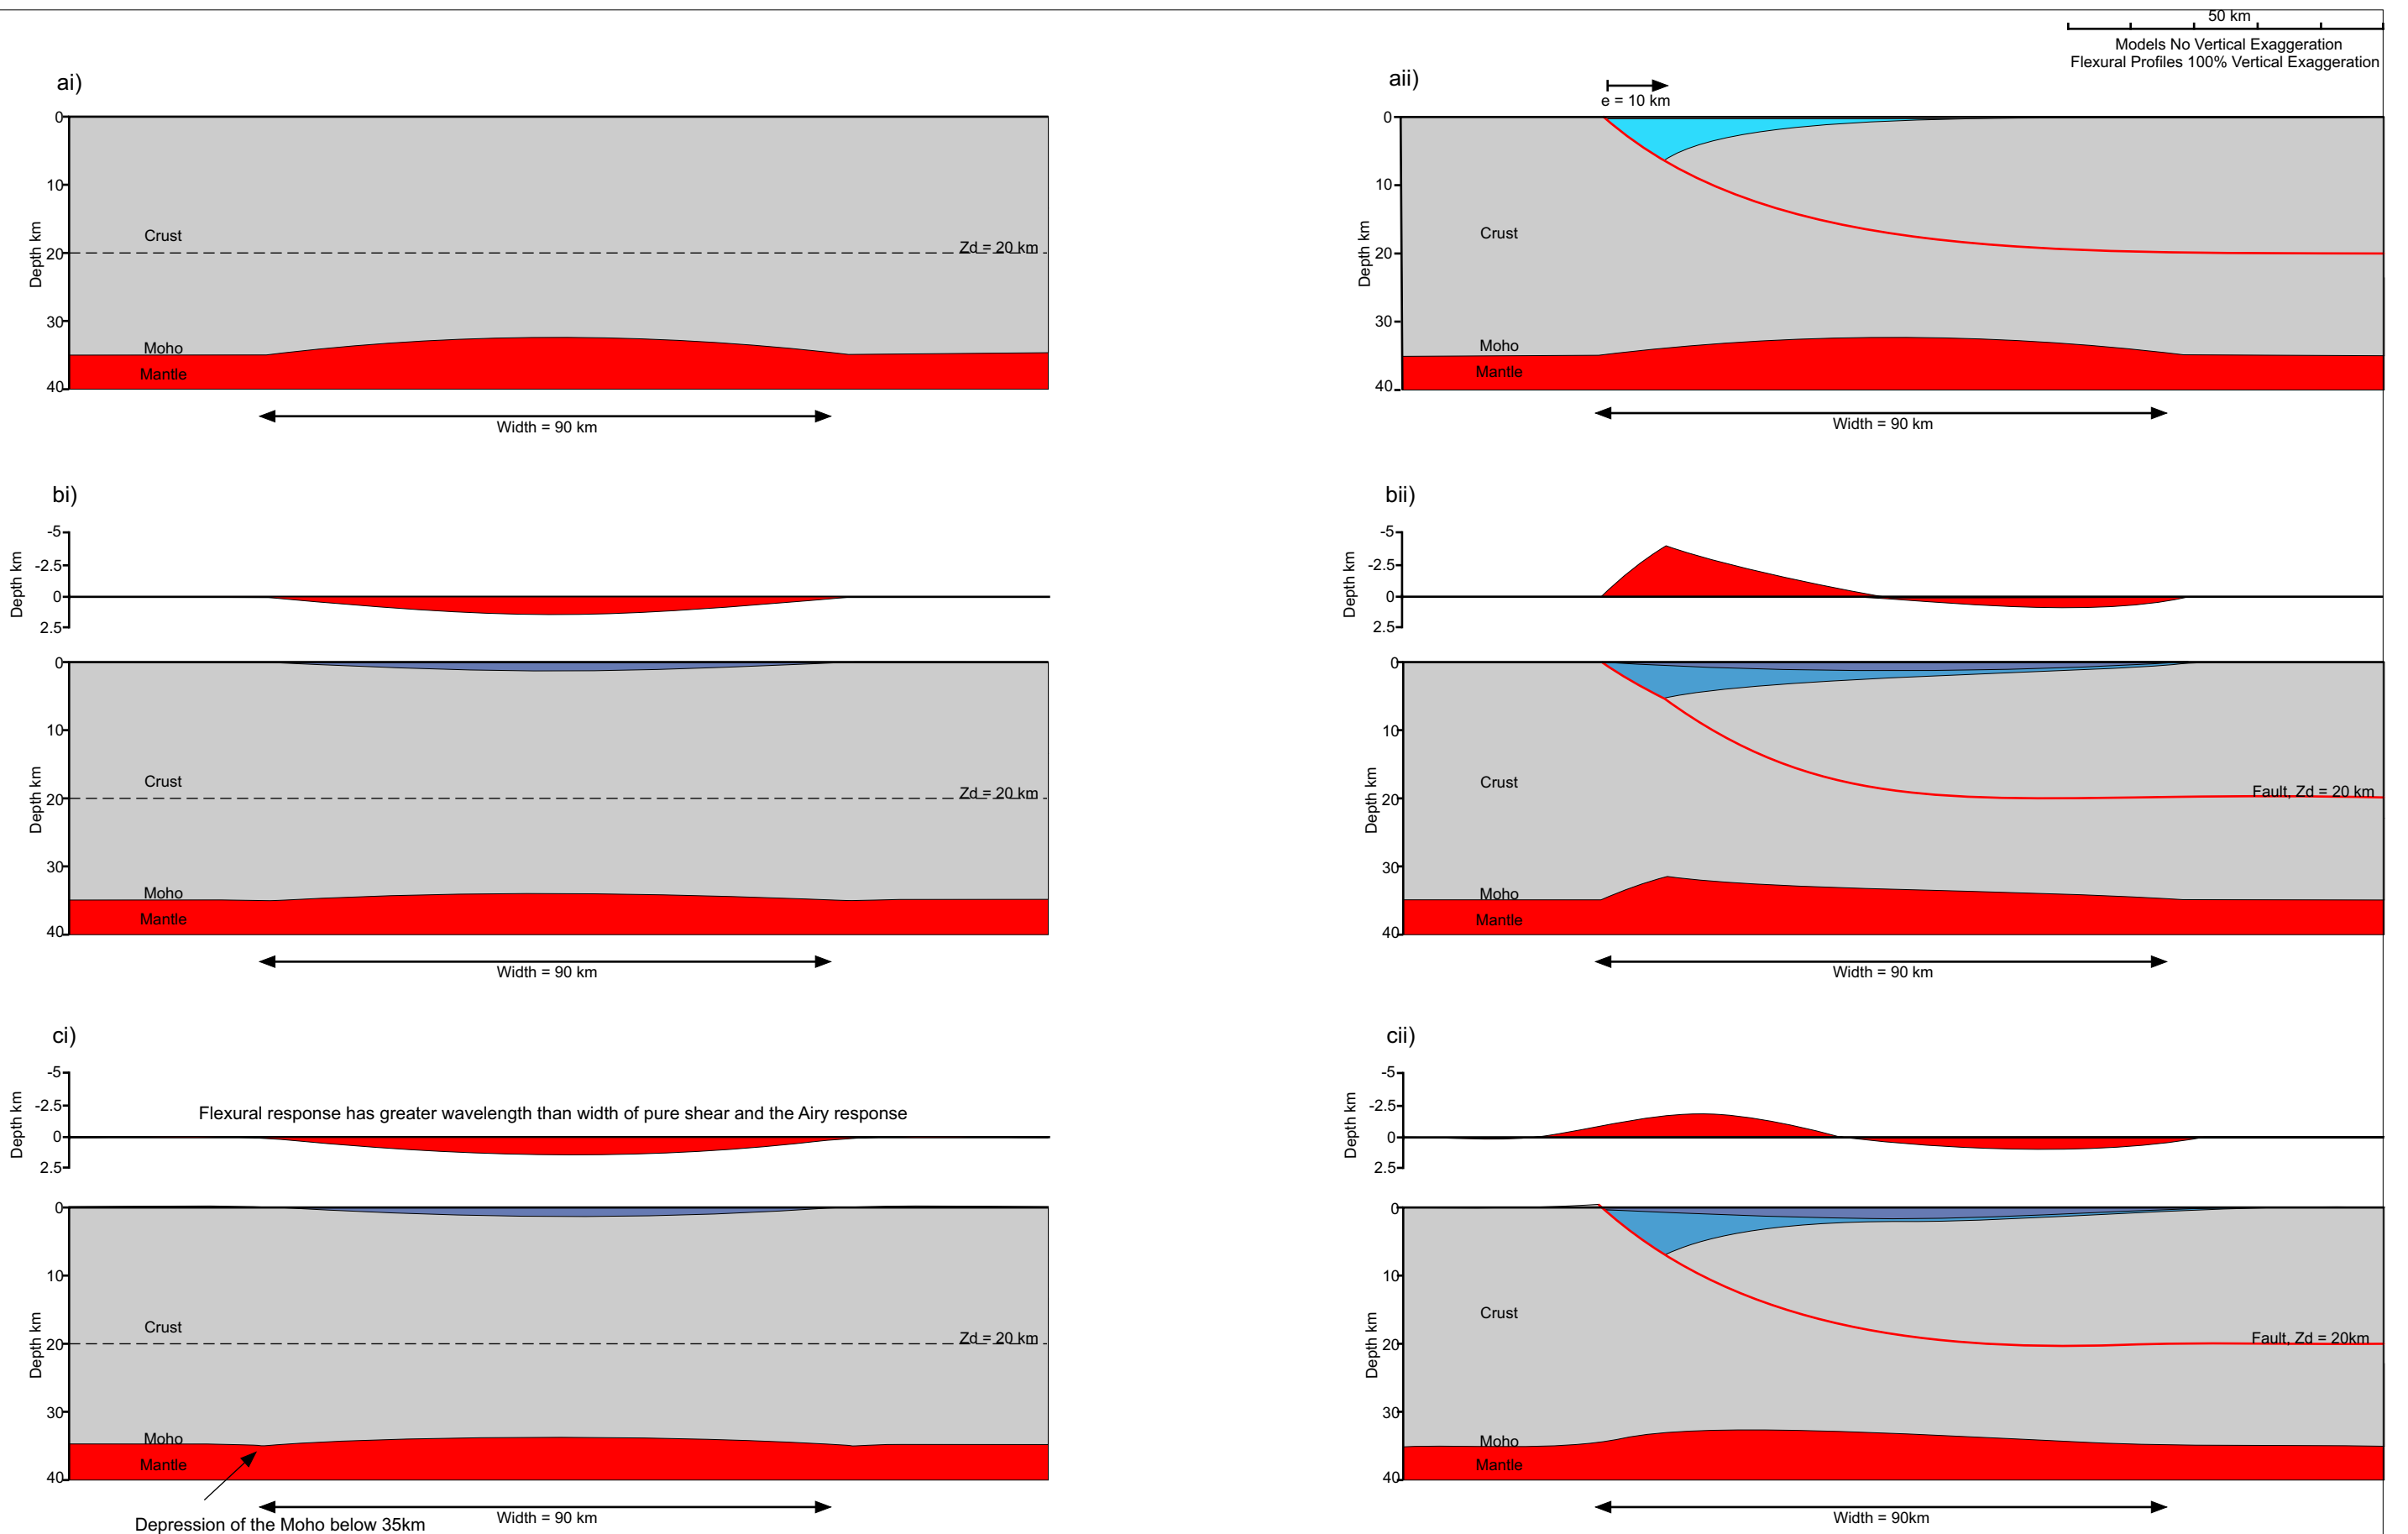 50 km
Models No Vertical Exaggeration
Flexural Profiles 100% Vertical Exaggeration
ai)
0
10
20
30
40
Depth km
Crust
Zd = 20 km
Moho
Mantle
Width = 90 km
aii)
e = 10 km
0
10
20
30
40
Depth km
Crust
Moho
Mantle
Width = 90 km
bi)
-5
-2.5
0
2.5
Depth km
0
10
20
30
40
Depth km
Crust
Zd = 20 km
Moho
Mantle
Width = 90 km
bii)
-5
-2.5
0
2.5
Depth km
0
10
20
30
40
Depth km
Crust
Fault, Zd = 20 km
Moho
Mantle
Width = 90 km
ci)
-5
-2.5
0
2.5
Depth km
Flexural response has greater wavelength than width of pure shear and the Airy response
0
10
20
30
40
Depth km
Crust
Zd = 20 km
Moho
Mantle
Width = 90 km
Depression of the Moho below 35km
cii)
-5
-2.5
0
2.5
Depth km
0
10
20
30
40
Depth km
Crust
Fault, Zd = 20km
Moho
Mantle
Width = 90km